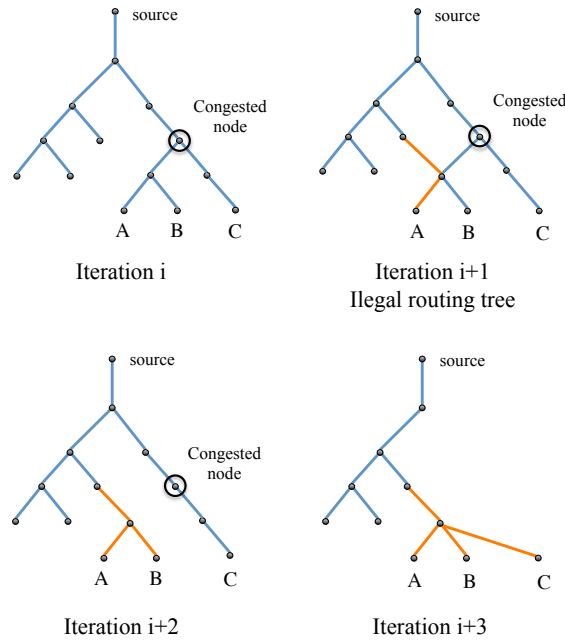 source
Congested
node
A B C
Iteration i
source
Congested
node
A B C
Iteration i+1
Ilegal routing tree
source
Congested
node
A B C
Iteration i+2
source
A B C
Iteration i+3